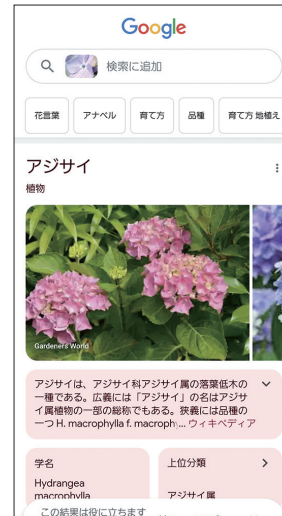 Google
検索に追加
花言葉 アナベル 育て方 品種 育て方 地植え
アジサイ
植物
Gardeners World
アジサイは、アジサイ科アジサイ属の落葉低木の
一種である。広義には「アジサイ」の名はアジサ
イ属植物の一部の総称でもある。狭義には品種の
一つ H. macrophylla f. macroph... ウィキペディア
学名 上位分類
Hydrangea
macrophylla アジサイ属
この結果は役に立ちます